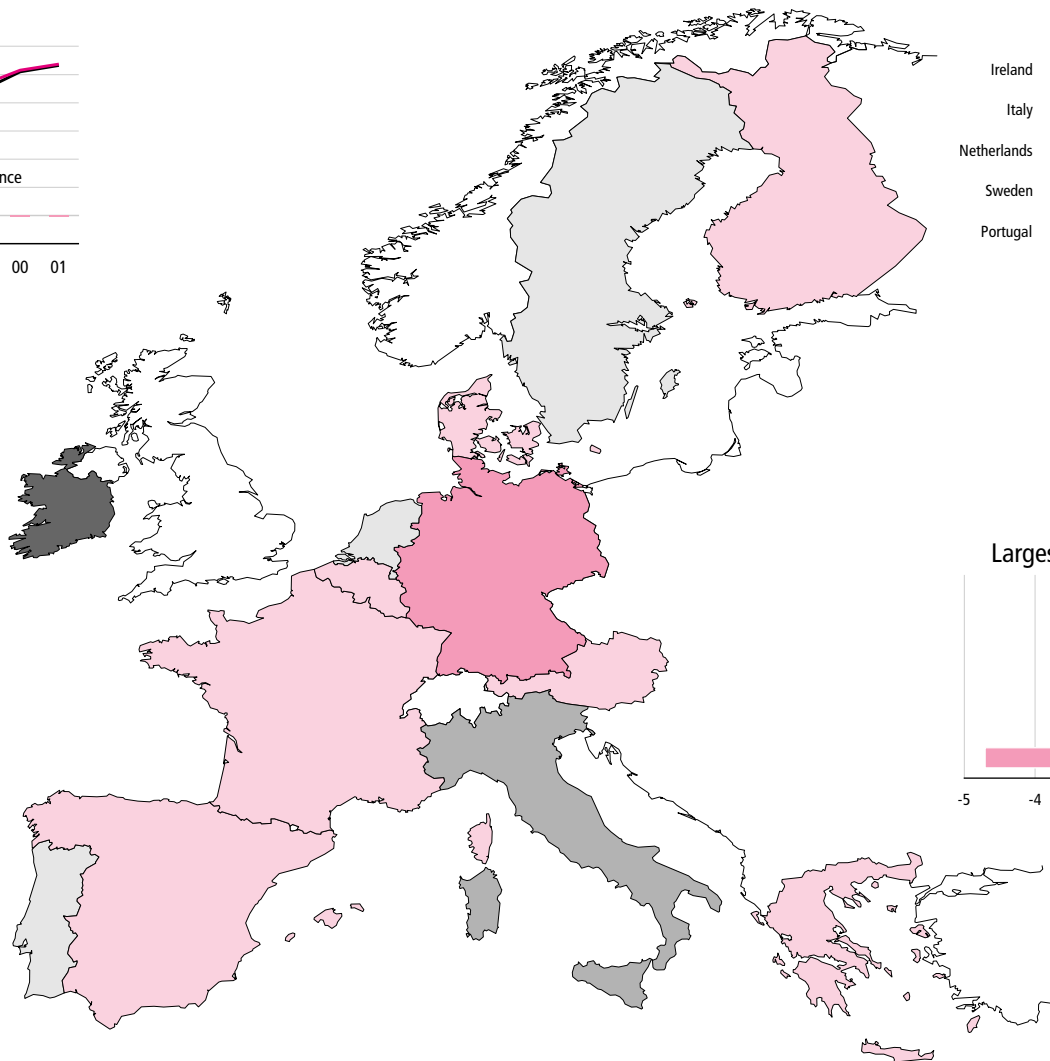 nce
00 01
Ireland
Italy
Netherlands
Sweden
Portugal
Larges
-5 -4